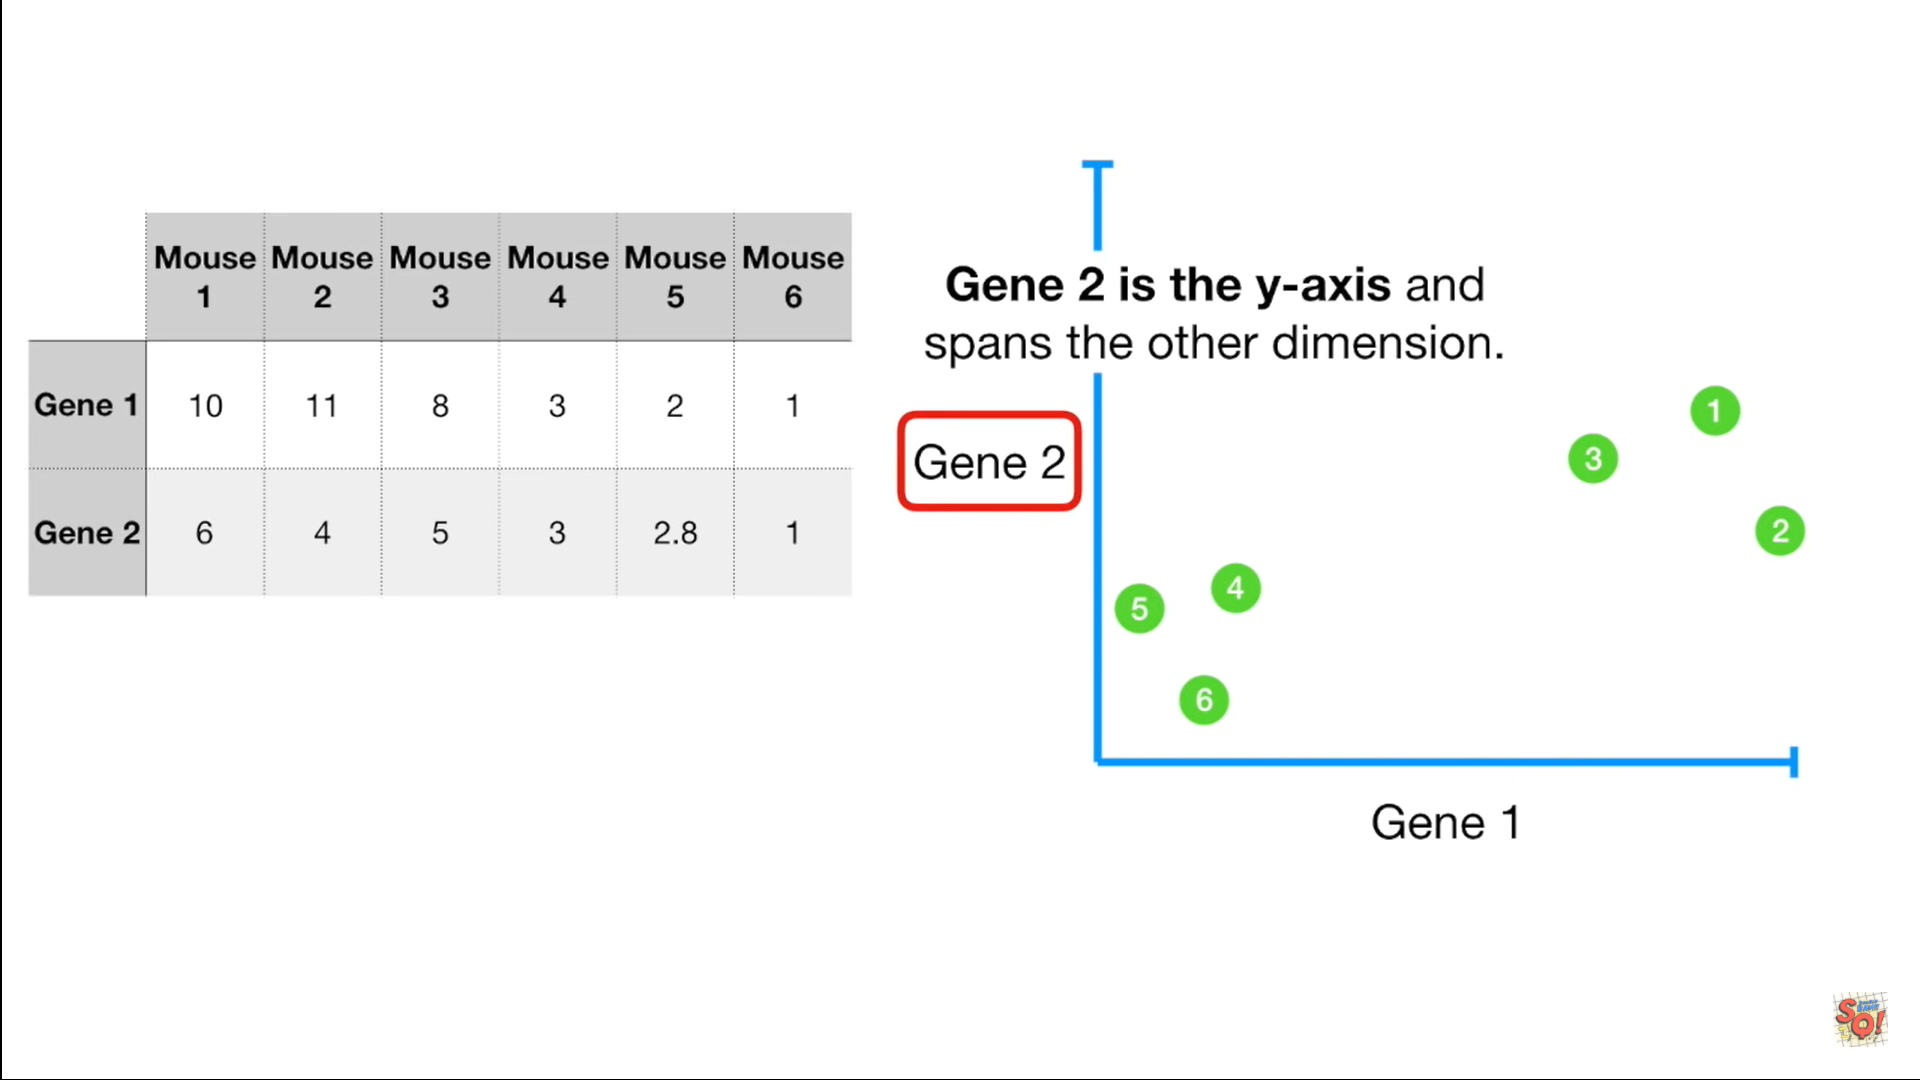 Mouse 1 Mouse 2 Mouse 3 Mouse 4 Mouse 5 Mouse 6
Gene 1 10 11 8 3 2 1
Gene 2 6 4 5 3 2.8 1
Gene 2 is the y-axis and
spans the other dimension.
Gene 2
1
3
2
4
5
6
Gene 1
SQ!